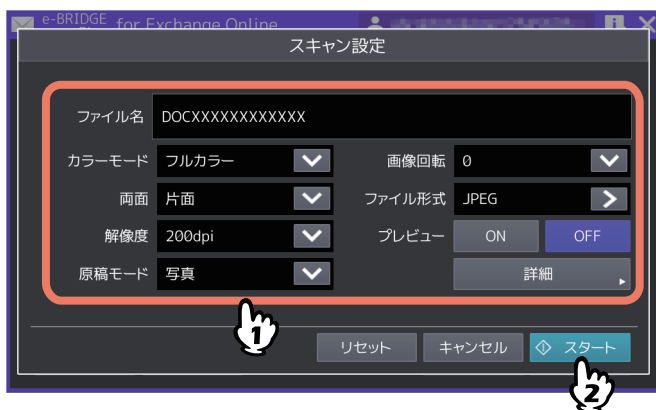 e-BRIDGE for Exchange Online
スキャン設定
ファイル名 DOCXXXXXXXXXXXXX
カラーモード フルカラー 画像回転 0
両面 片面 ファイル形式 JPEG
解像度 200dpi プレビュー ON OFF
原稿モード 写真 詳細
1
リセット キャンセル スタート
2